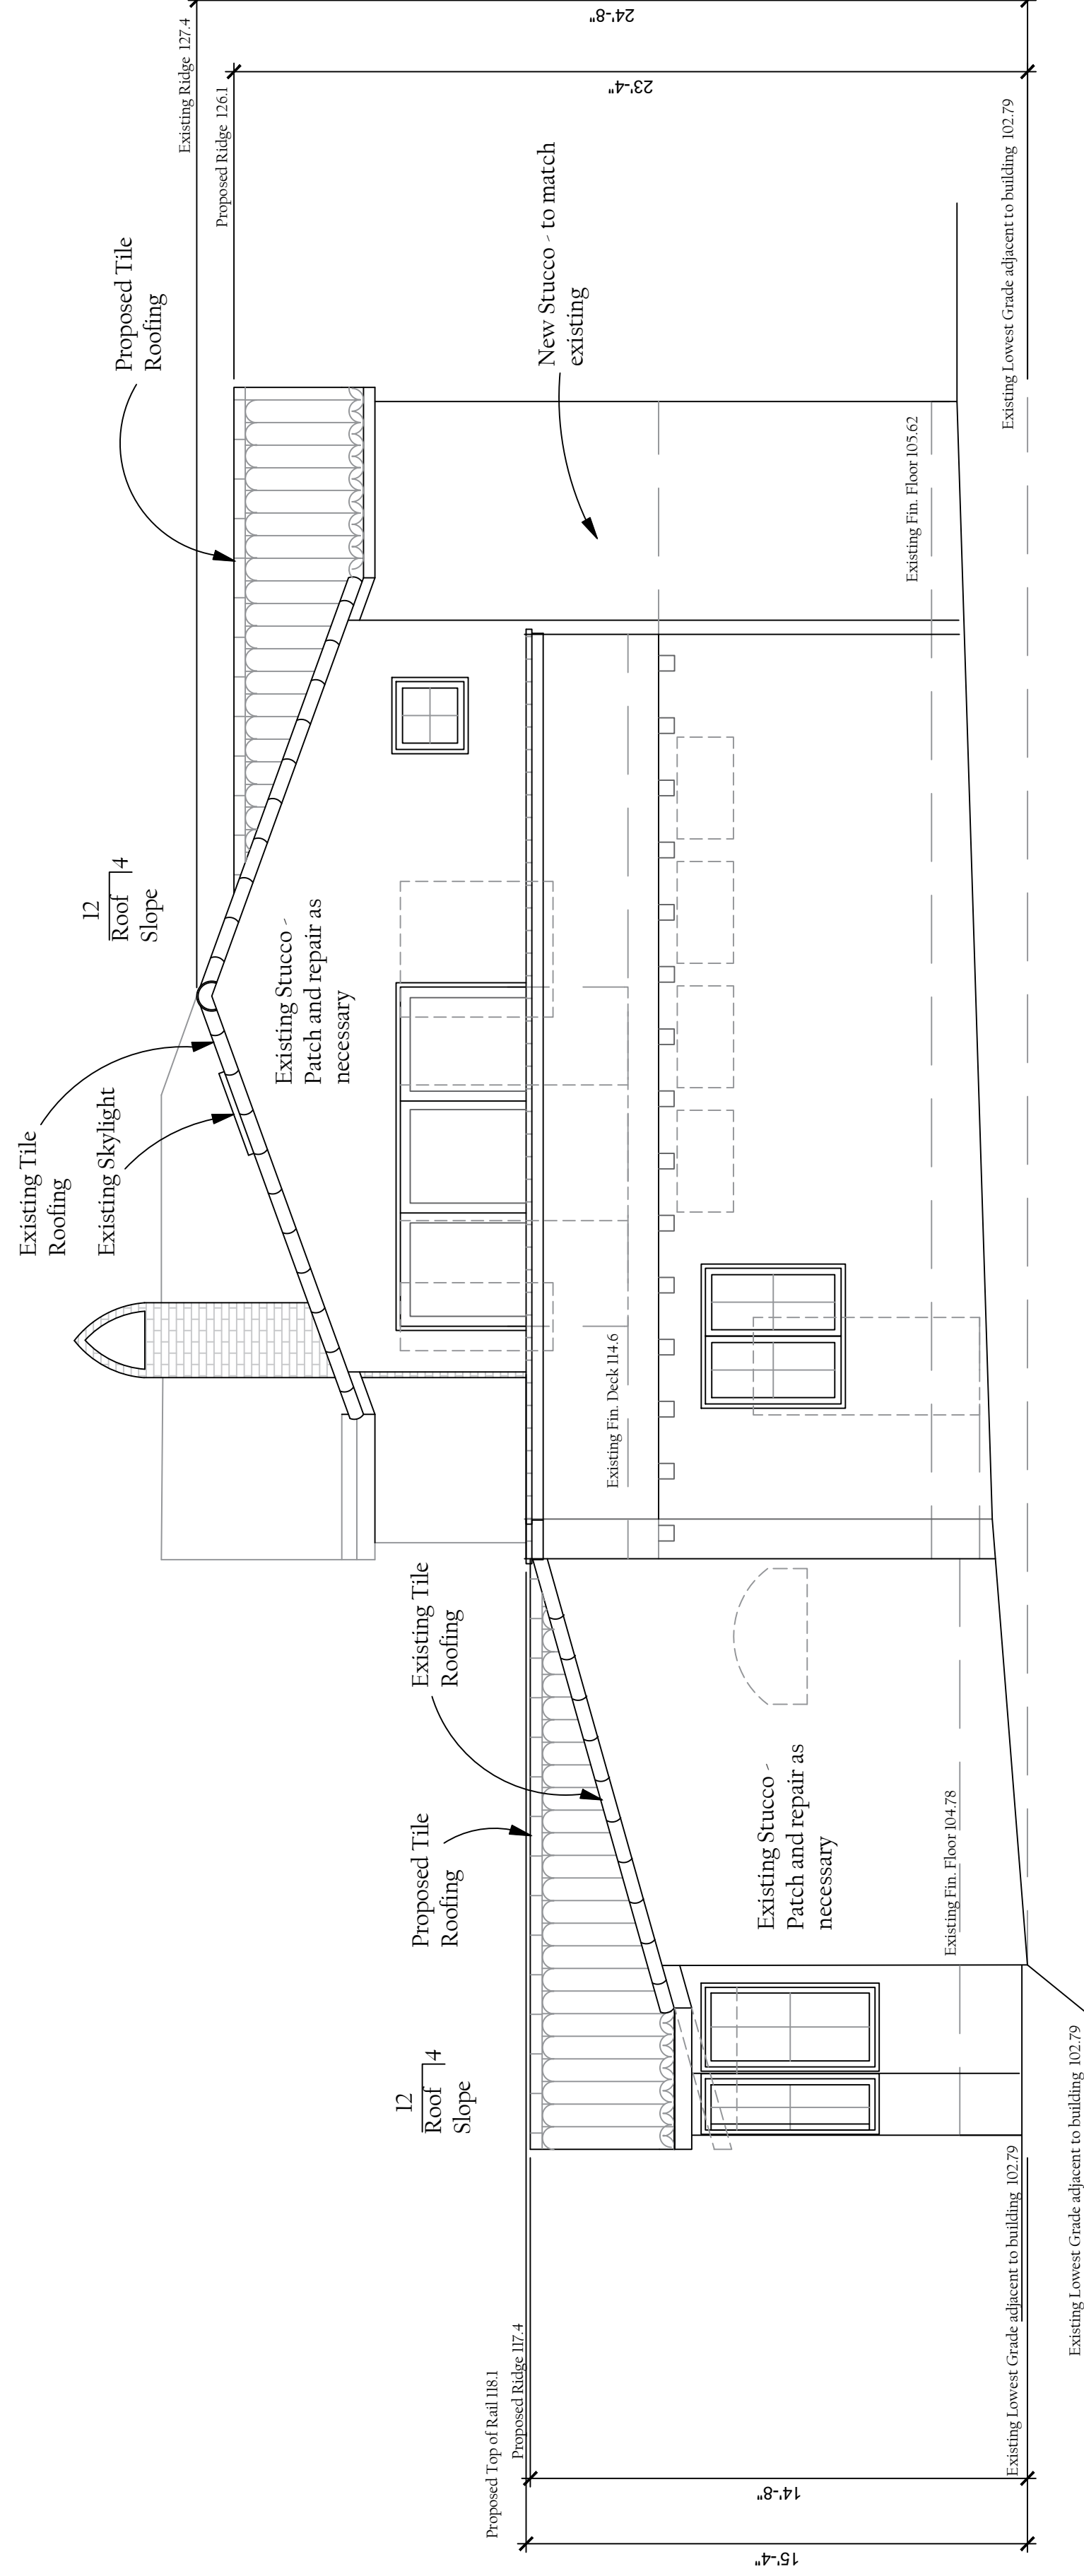 Existing Tile
Roofing
Existing Skylight
12
Roof
4
Slope
Proposed Tile
Roofing
Existing Ridge 127.4
Proposed Ridge 126.1
24'-8"
23'-4"
Existing Stucco -
Patch and repair as
necessary
New Stucco - to match
existing
12
Roof
4
Slope
Proposed Tile
Roofing
Existing Tile
Roofing
Proposed Top of Rail 118.1
Proposed Ridge 117.4
Existing Fin. Deck 114.6
Existing Stucco -
Patch and repair as
necessary
Existing Fin. Floor 105.62
Existing Fin. Floor 104.78
Existing Lowest Grade adjacent to building 102.79
Existing Lowest Grade adjacent to building 102.79
Existing Lowest Grade adjacent to building 102.79
14'-8"
15'-4"